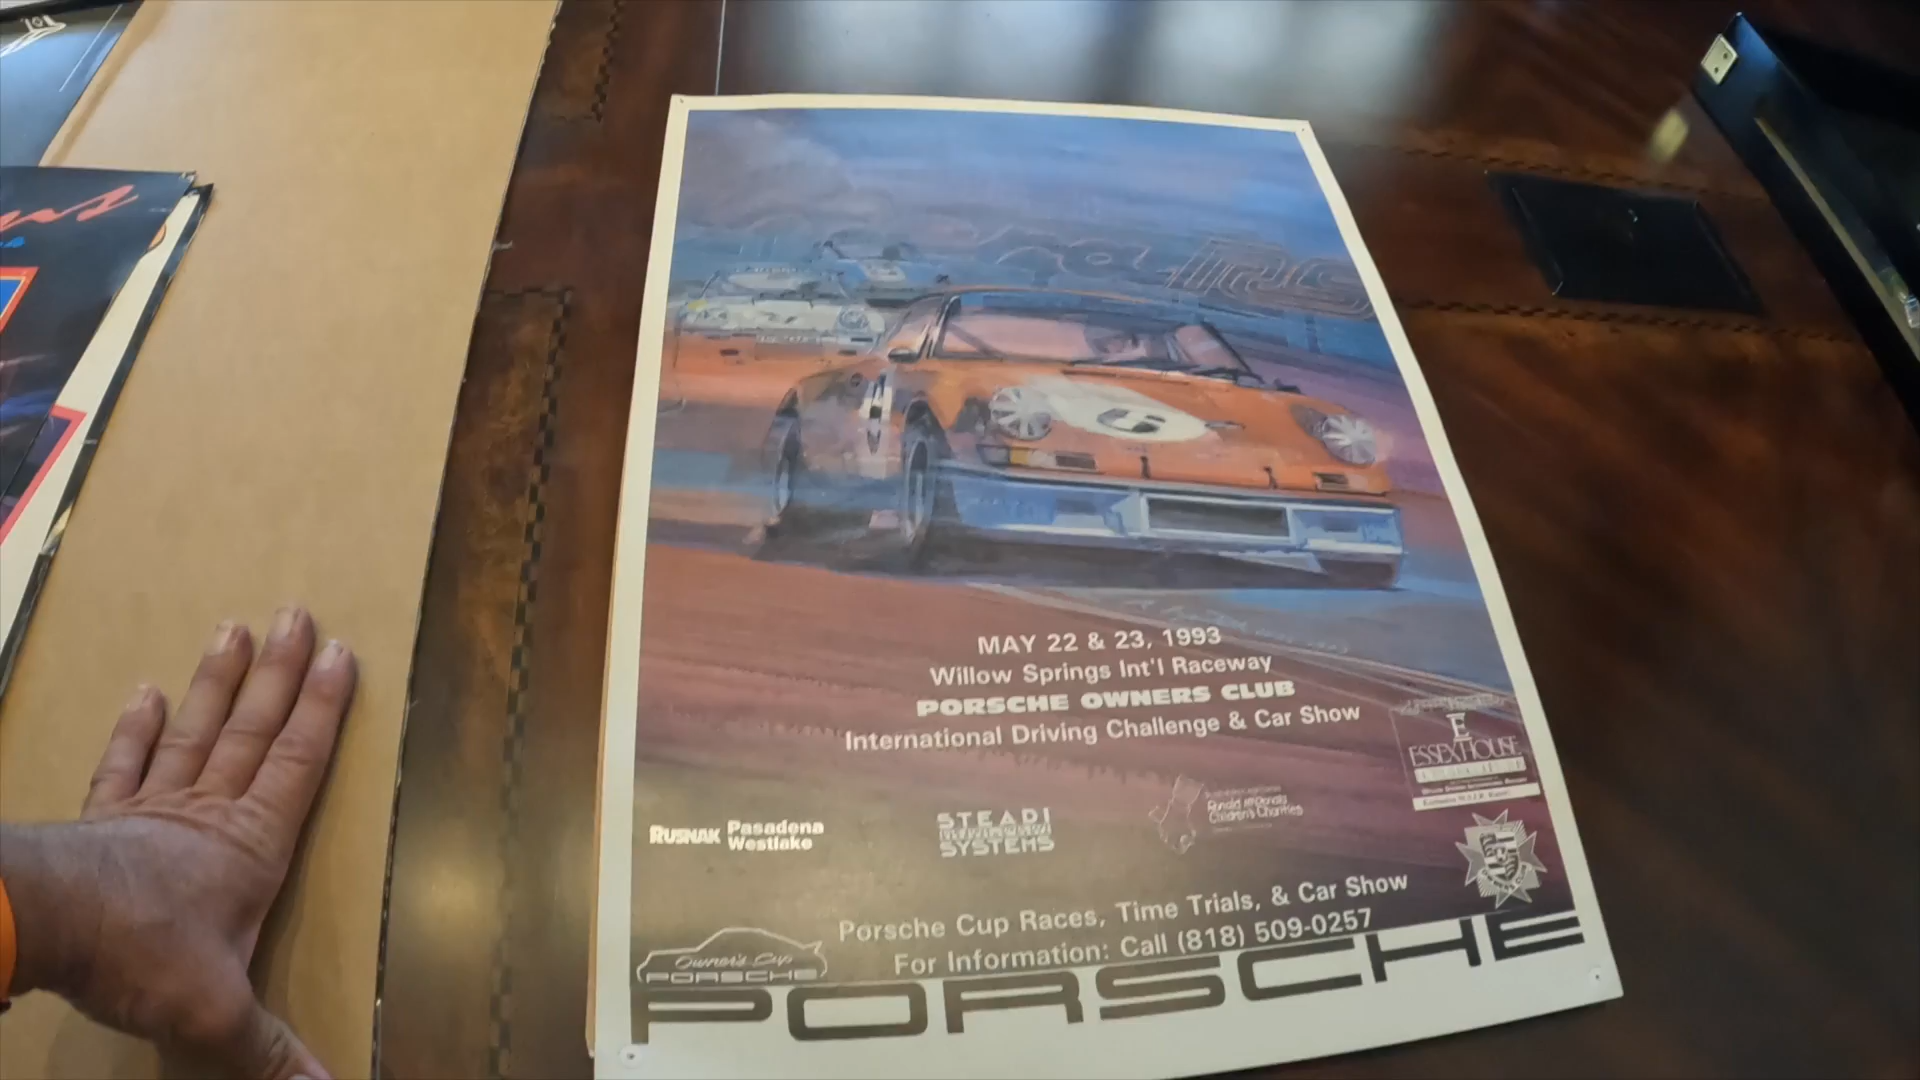 MAY 22 & 23, 1993
Willow Springs Int'l Raceway
PORSCHE OWNERS CLUB
International Driving Challenge & Car Show
E
ESSEX HOUSE
RUSNAK Pasadena
Westlake
STEADI
SYSTEMS
Ronald McDonald
Children's Charities
Porsche Cup Races, Time Trials, & Car Show
For Information: Call (818) 509-0257
Owner's Cup
PORSCHE
PORSCHE